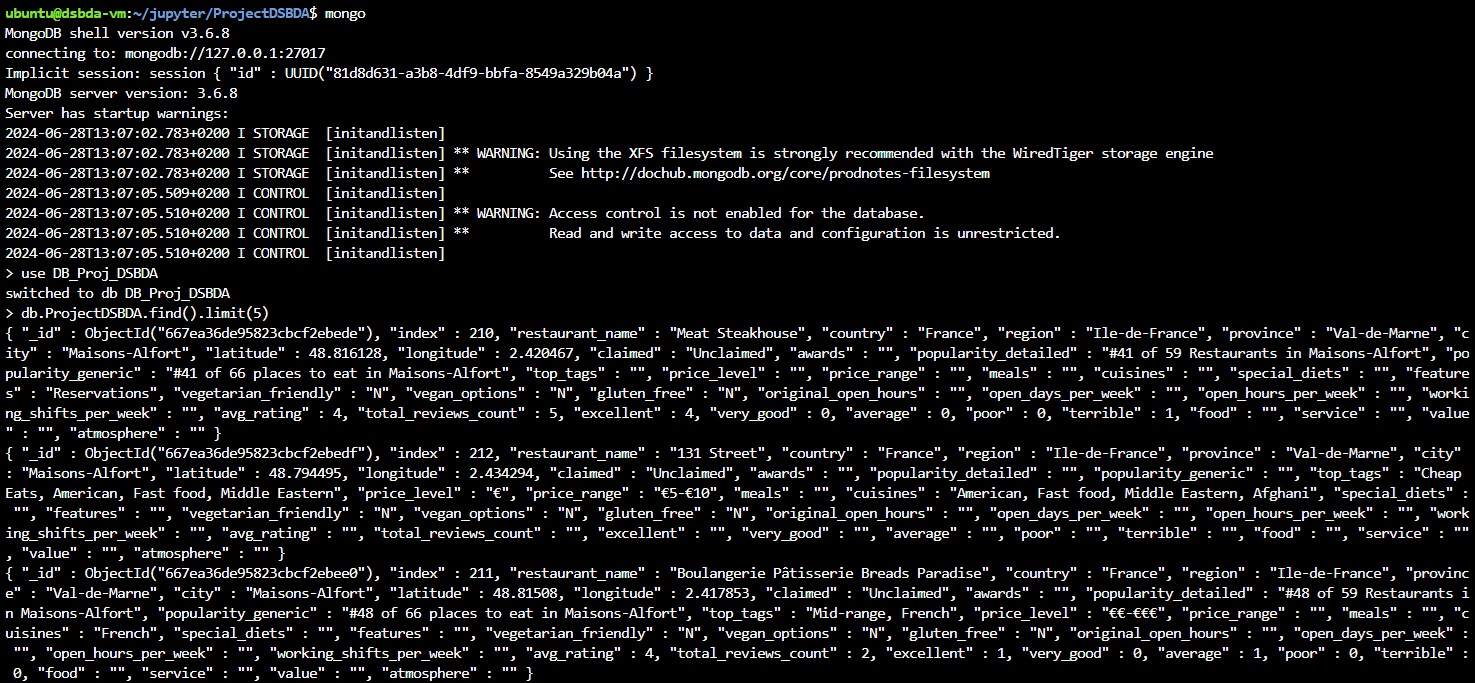 ubuntu@dsbda-vm:~/jupyter/ProjectDSBDA$ mongo
MongoDB shell version v3.6.8
connecting to: mongodb://127.0.0.1:27017
Implicit session: session { "id" : UUID("81d8d631-a3b8-4df9-bbfa-8549a329b04a") }
MongoDB server version: 3.6.8
Server has startup warnings:
2024-06-28T13:07:02.783+0200 I STORAGE  [initandlisten]
2024-06-28T13:07:02.783+0200 I STORAGE  [initandlisten] ** WARNING: Using the XFS filesystem is strongly recommended with the WiredTiger storage engine
2024-06-28T13:07:02.783+0200 I STORAGE  [initandlisten] **          See http://dochub.mongodb.org/core/prodnotes-filesystem
2024-06-28T13:07:05.509+0200 I CONTROL  [initandlisten]
2024-06-28T13:07:05.510+0200 I CONTROL  [initandlisten] ** WARNING: Access control is not enabled for the database.
2024-06-28T13:07:05.510+0200 I CONTROL  [initandlisten] **          Read and write access to data and configuration is unrestricted.
2024-06-28T13:07:05.510+0200 I CONTROL  [initandlisten]
> use DB_Proj_DSBDA
switched to db DB_Proj_DSBDA
> db.ProjectDSBDA.find().limit(5)
{ "_id" : ObjectId("667ea36de95823cbcf2ebede"), "index" : 210, "restaurant_name" : "Meat Steakhouse", "country" : "France", "region" : "Ile-de-France", "province" : "Val-de-Marne", "c
ity" : "Maisons-Alfort", "latitude" : 48.816128, "longitude" : 2.420467, "claimed" : "Unclaimed", "awards" : "", "popularity_detailed" : "#41 of 59 Restaurants in Maisons-Alfort", "po
pularity_generic" : "#41 of 66 places to eat in Maisons-Alfort", "top_tags" : "", "price_level" : "", "price_range" : "", "meals" : "", "cuisines" : "", "special_diets" : "", "feature
s" : "Reservations", "vegetarian_friendly" : "N", "vegan_options" : "N", "gluten_free" : "N", "original_open_hours" : "", "open_days_per_week" : "", "open_hours_per_week" : "", "worki
ng_shifts_per_week" : "", "avg_rating" : 4, "total_reviews_count" : 5, "excellent" : 4, "very_good" : 0, "average" : 0, "poor" : 0, "terrible" : 1, "food" : "", "service" : "", "value
" : "", "atmosphere" : "" }
{ "_id" : ObjectId("667ea36de95823cbcf2ebedf"), "index" : 212, "restaurant_name" : "131 Street", "country" : "France", "region" : "Ile-de-France", "province" : "Val-de-Marne", "city"
: "Maisons-Alfort", "latitude" : 48.794495, "longitude" : 2.434294, "claimed" : "Unclaimed", "awards" : "", "popularity_detailed" : "", "popularity_generic" : "", "top_tags" : "Cheap
Eats, American, Fast food, Middle Eastern", "price_level" : "€", "price_range" : "€5-€10", "meals" : "", "cuisines" : "American, Fast food, Middle Eastern, Afghani", "special_diets" :
"", "features" : "", "vegetarian_friendly" : "N", "vegan_options" : "N", "gluten_free" : "N", "original_open_hours" : "", "open_days_per_week" : "", "open_hours_per_week" : "", "work
ing_shifts_per_week" : "", "avg_rating" : "", "total_reviews_count" : "", "excellent" : "", "very_good" : "", "average" : "", "poor" : "", "terrible" : "", "food" : "", "service" : ""
, "value" : "", "atmosphere" : "" }
{ "_id" : ObjectId("667ea36de95823cbcf2ebee0"), "index" : 211, "restaurant_name" : "Boulangerie Pâtisserie Breads Paradise", "country" : "France", "region" : "Ile-de-France", "provinc
e" : "Val-de-Marne", "city" : "Maisons-Alfort", "latitude" : 48.81508, "longitude" : 2.417853, "claimed" : "Unclaimed", "awards" : "", "popularity_detailed" : "#48 of 59 Restaurants i
n Maisons-Alfort", "popularity_generic" : "#48 of 66 places to eat in Maisons-Alfort", "top_tags" : "Mid-range, French", "price_level" : "€€-€€€", "price_range" : "", "meals" : "", "c
uisines" : "French", "special_diets" : "", "features" : "", "vegetarian_friendly" : "N", "vegan_options" : "N", "gluten_free" : "N", "original_open_hours" : "", "open_days_per_week" :
"", "open_hours_per_week" : "", "working_shifts_per_week" : "", "avg_rating" : 4, "total_reviews_count" : 2, "excellent" : 1, "very_good" : 0, "average" : 1, "poor" : 0, "terrible" :
0, "food" : "", "service" : "", "value" : "", "atmosphere" : "" }